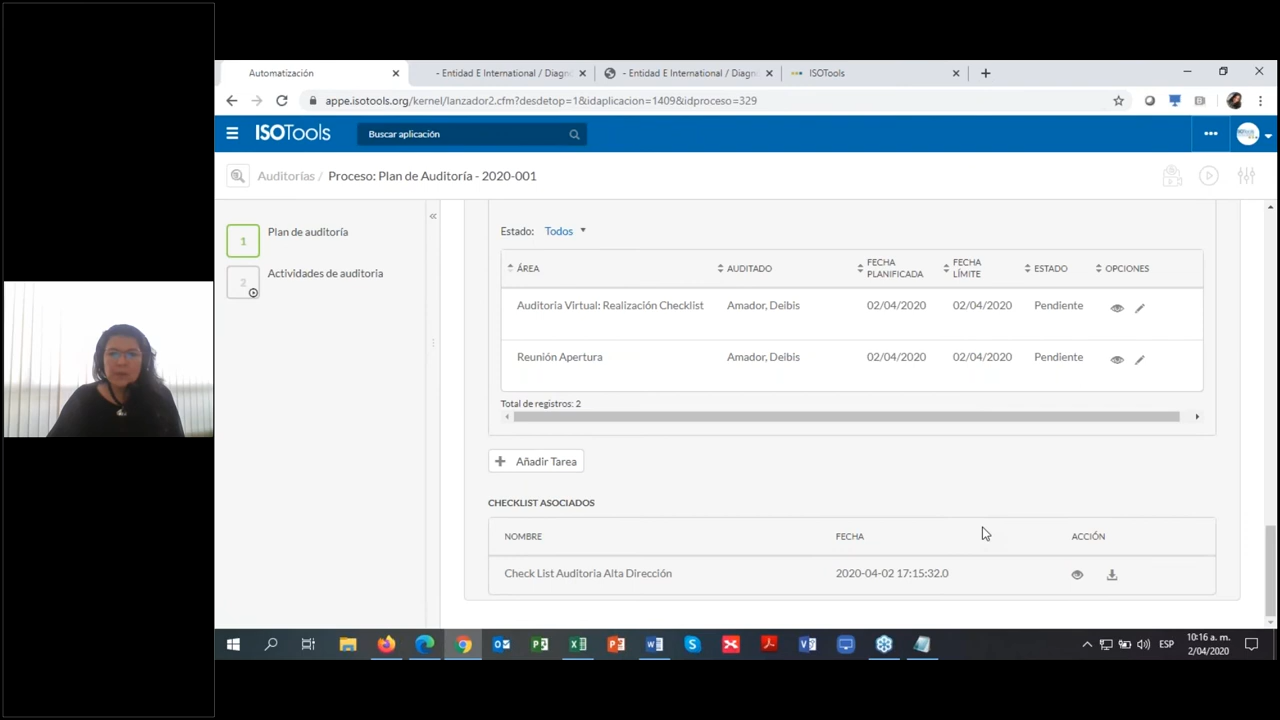 Automatización
- Entidad E International / Diagn
- Entidad E International / Diagn
ISOTools
appe.isotools.org/kernel/lanzador2.cfm?desdetop=1&idaplicacion=1409&idproceso=329
ISOTools
Buscar aplicación
Auditorías / Proceso: Plan de Auditoría - 2020-001
1 Plan de auditoría
2 Actividades de auditoria
Estado: Todos
ÁREA AUDITADO FECHA PLANIFICADA FECHA LÍMITE ESTADO OPCIONES
Auditoria Virtual: Realización Checklist Amador, Deibis 02/04/2020 02/04/2020 Pendiente
Reunión Apertura Amador, Deibis 02/04/2020 02/04/2020 Pendiente
Total de registros: 2
+ Añadir Tarea
CHECKLIST ASOCIADOS
NOMBRE FECHA ACCIÓN
Check List Auditoria Alta Dirección 2020-04-02 17:15:32.0
ESP
10:16 a. m.
2/04/2020